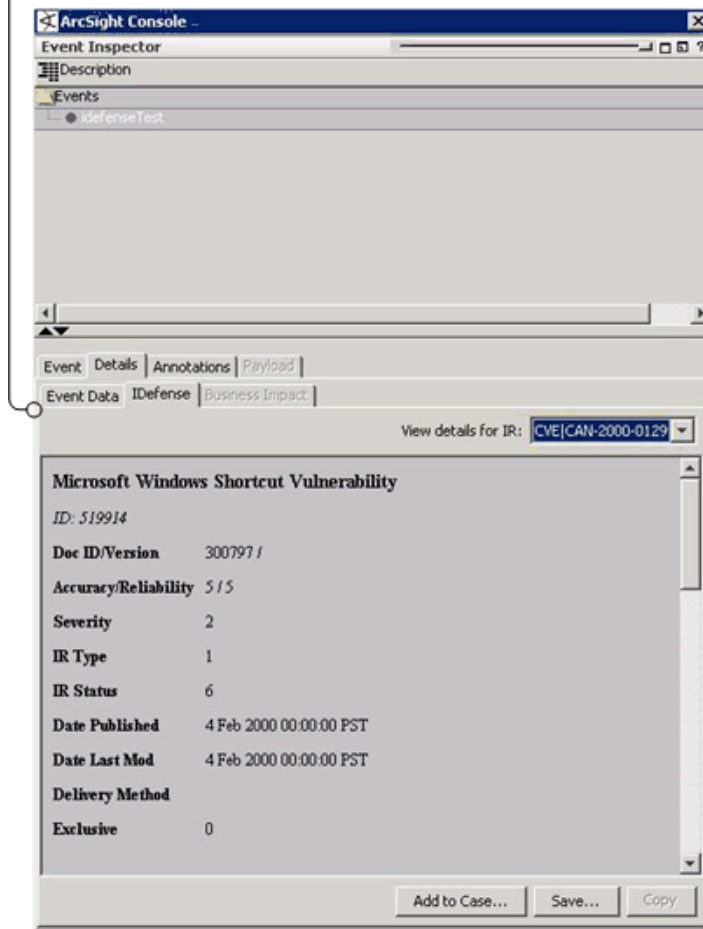 ArcSight Console –
Event Inspector
Description
Events
idefenseTest
Event Details Annotations Payload
Event Data IDefense Business Impact
View details for IR: CVE|CAN-2000-0129
Microsoft Windows Shortcut Vulnerability
ID: 519914
Doc ID/Version 300797 /
Accuracy/Reliability 5 / 5
Severity 2
IR Type 1
IR Status 6
Date Published 4 Feb 2000 00:00:00 PST
Date Last Mod 4 Feb 2000 00:00:00 PST
Delivery Method
Exclusive 0
Add to Case... Save... Copy